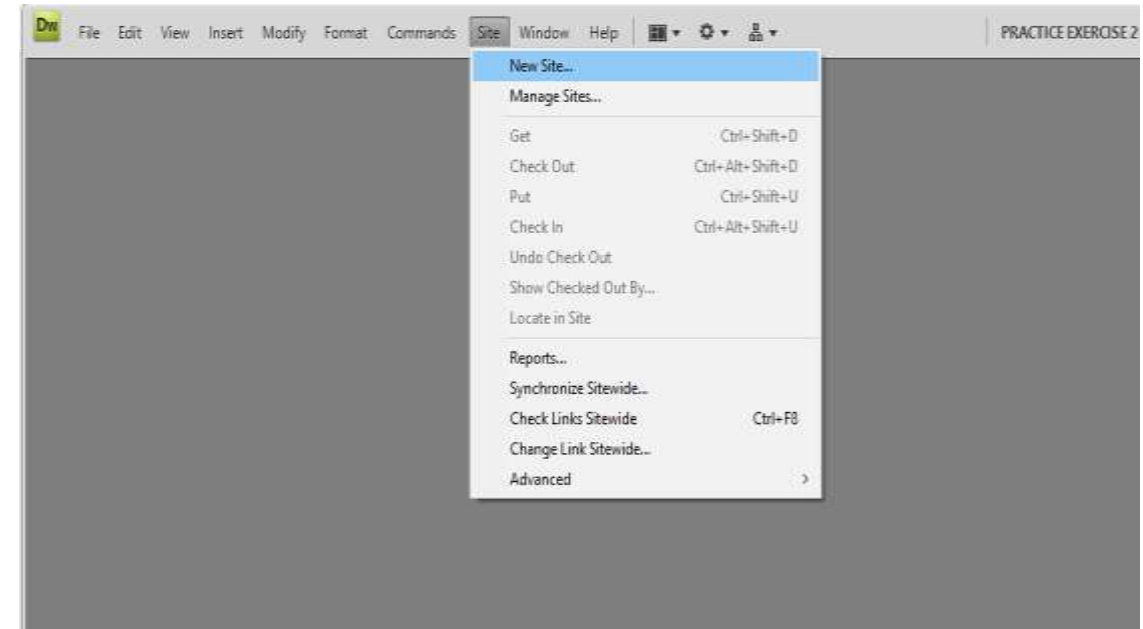 Dw File Edit View Insert Modify Format Commands Site Window Help PRACTICE EXERCISE 2
New Site...
Manage Sites...
Get Ctrl+Shift+D
Check Out Ctrl+Alt+Shift+D
Put Ctrl+Shift+U
Check In Ctrl+Alt+Shift+U
Undo Check Out
Show Checked Out By...
Locate in Site
Reports...
Synchronize Sitewide...
Check Links Sitewide Ctrl+F8
Change Link Sitewide...
Advanced